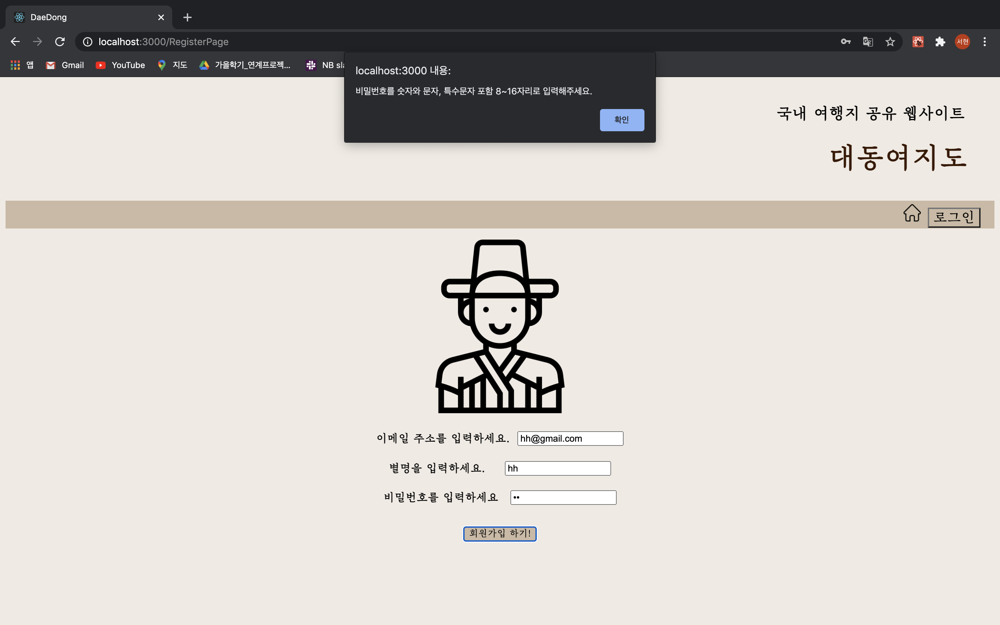 DaeDong
localhost:3000/RegisterPage
서현
앱 Gmail YouTube 지도 가을학기_연계프로젝... NB sla
localhost:3000 내용:
비밀번호를 숫자와 문자, 특수문자 포함 8~16자리로 입력해주세요.
확인
국내 여행지 공유 웹사이트
대동여지도
로그인
이메일 주소를 입력하세요. hh@gmail.com
별명을 입력하세요. hh
비밀번호를 입력하세요 ••
회원가입 하기!